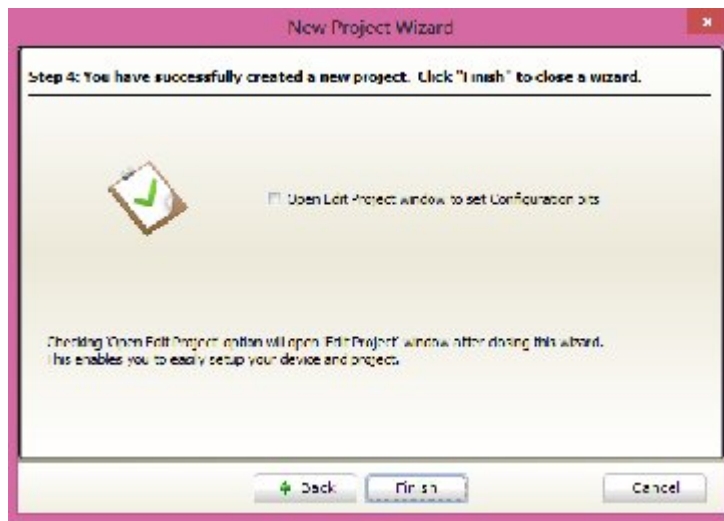 New Project Wizard
Step 4: You have successfully created a new project. Click "Finish" to close a wizard.
Open Edit Project window to set Configuration bits
Checking 'Open Edit Project' option will open 'Edit Project' window after closing this wizard.
This enables you to easily setup your device and project.
Back
Finish
Cancel